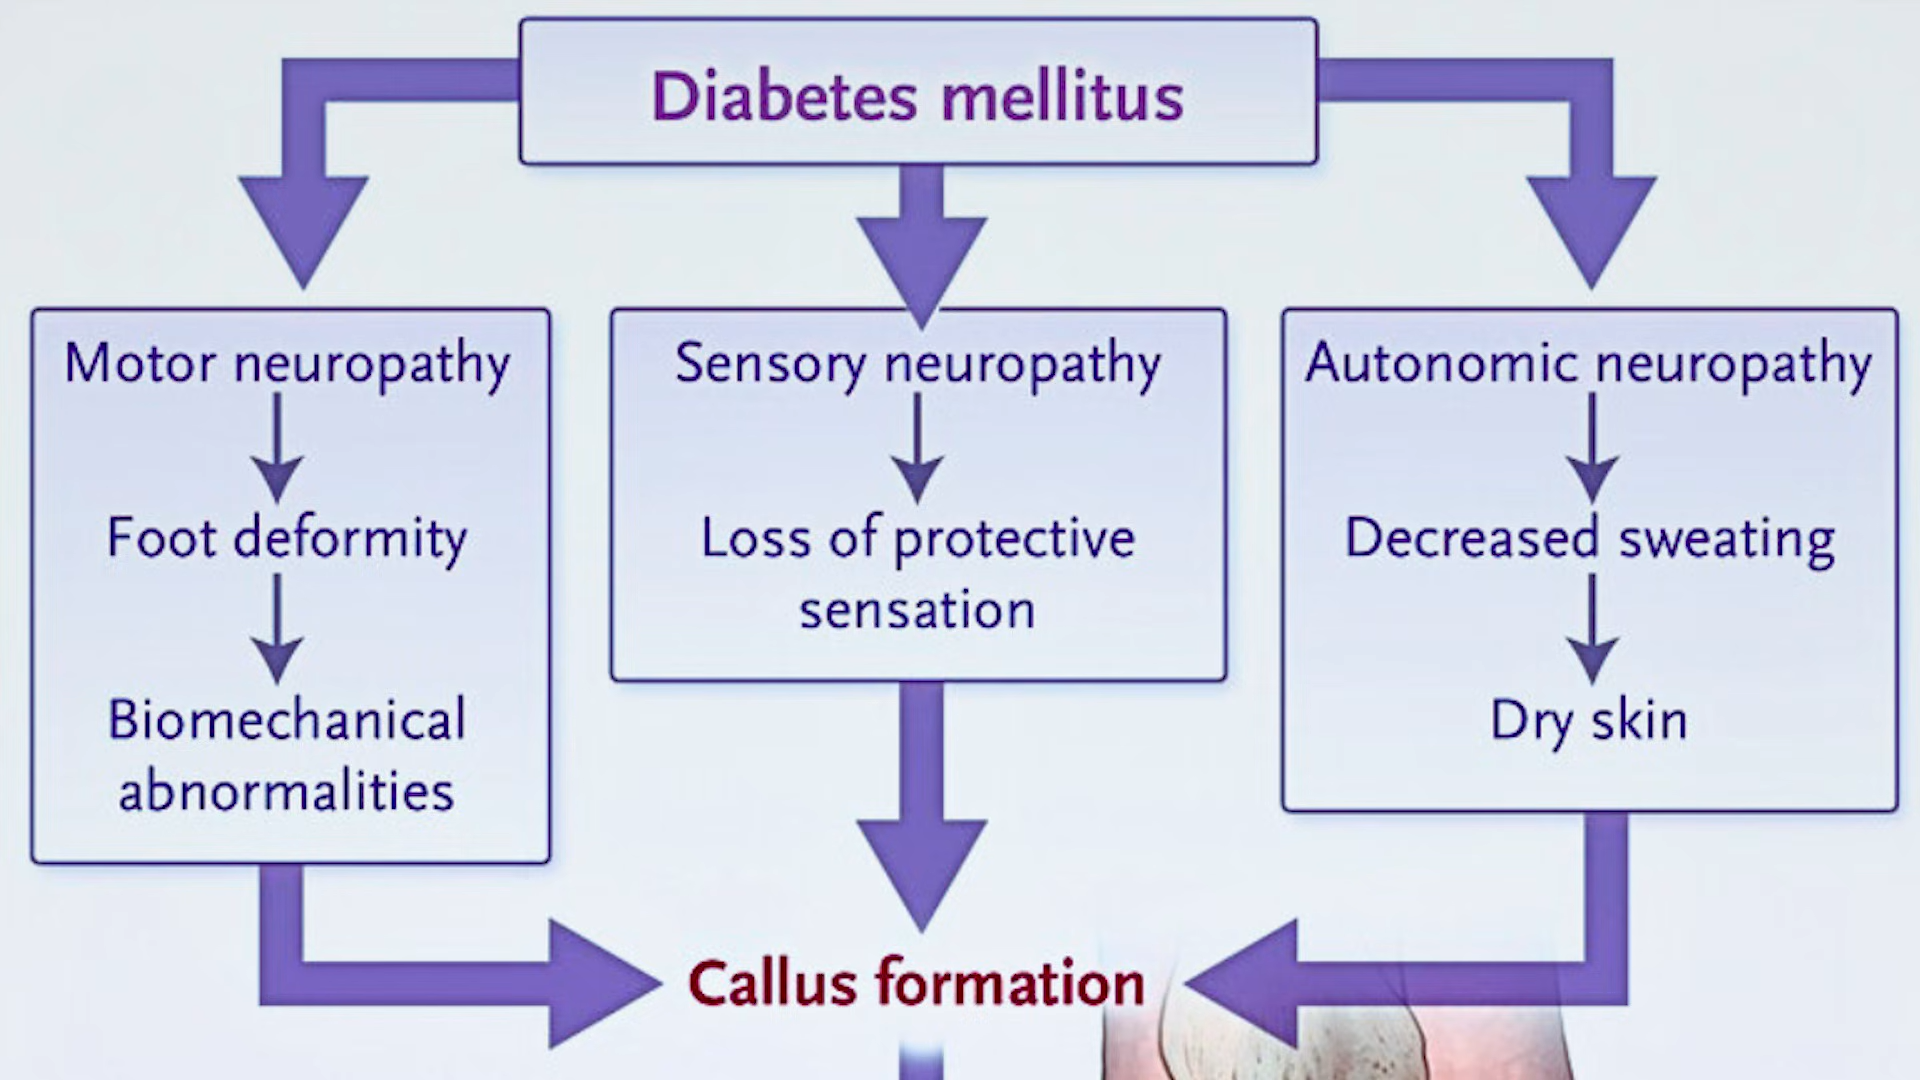 Diabetes mellitus
Motor neuropathy
Foot deformity
Biomechanical
abnormalities
Sensory neuropathy
Loss of protective
sensation
Autonomic neuropathy
Decreased sweating
Dry skin
Callus formation